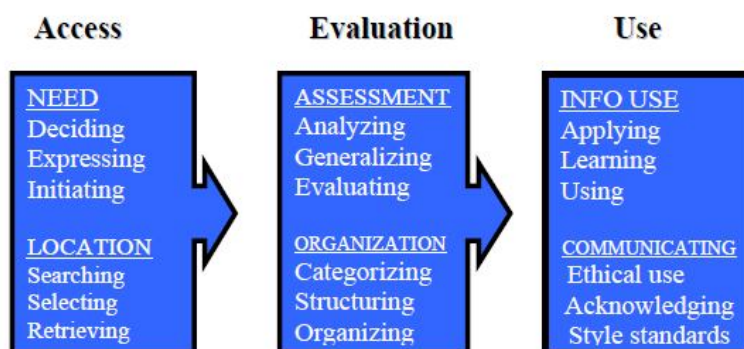 Access
NEED
Deciding
Expressing
Initiating
LOCATION
Searching
Selecting
Retrieving
Evaluation
ASSESSMENT
Analyzing
Generalizing
Evaluating
ORGANIZATION
Categorizing
Structuring
Organizing
Use
INFO USE
Applying
Learning
Using
COMMUNICATING
Ethical use
Acknowledging
Style standards